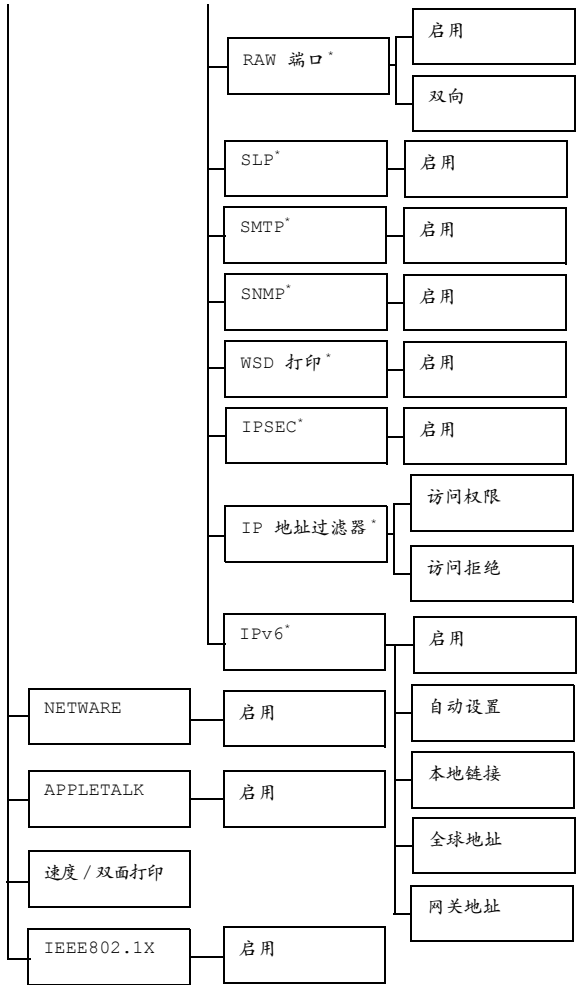 RAW 端口*
启用
双向
SLP*
启用
SMTP*
启用
SNMP*
启用
WSD 打印*
启用
IPSEC*
启用
IP 地址过滤器*
访问权限
访问拒绝
IPv6*
启用
自动设置
本地链接
全球地址
网关地址
NETWARE
启用
APPLETALK
启用
速度/双面打印
IEEE802.1X
启用